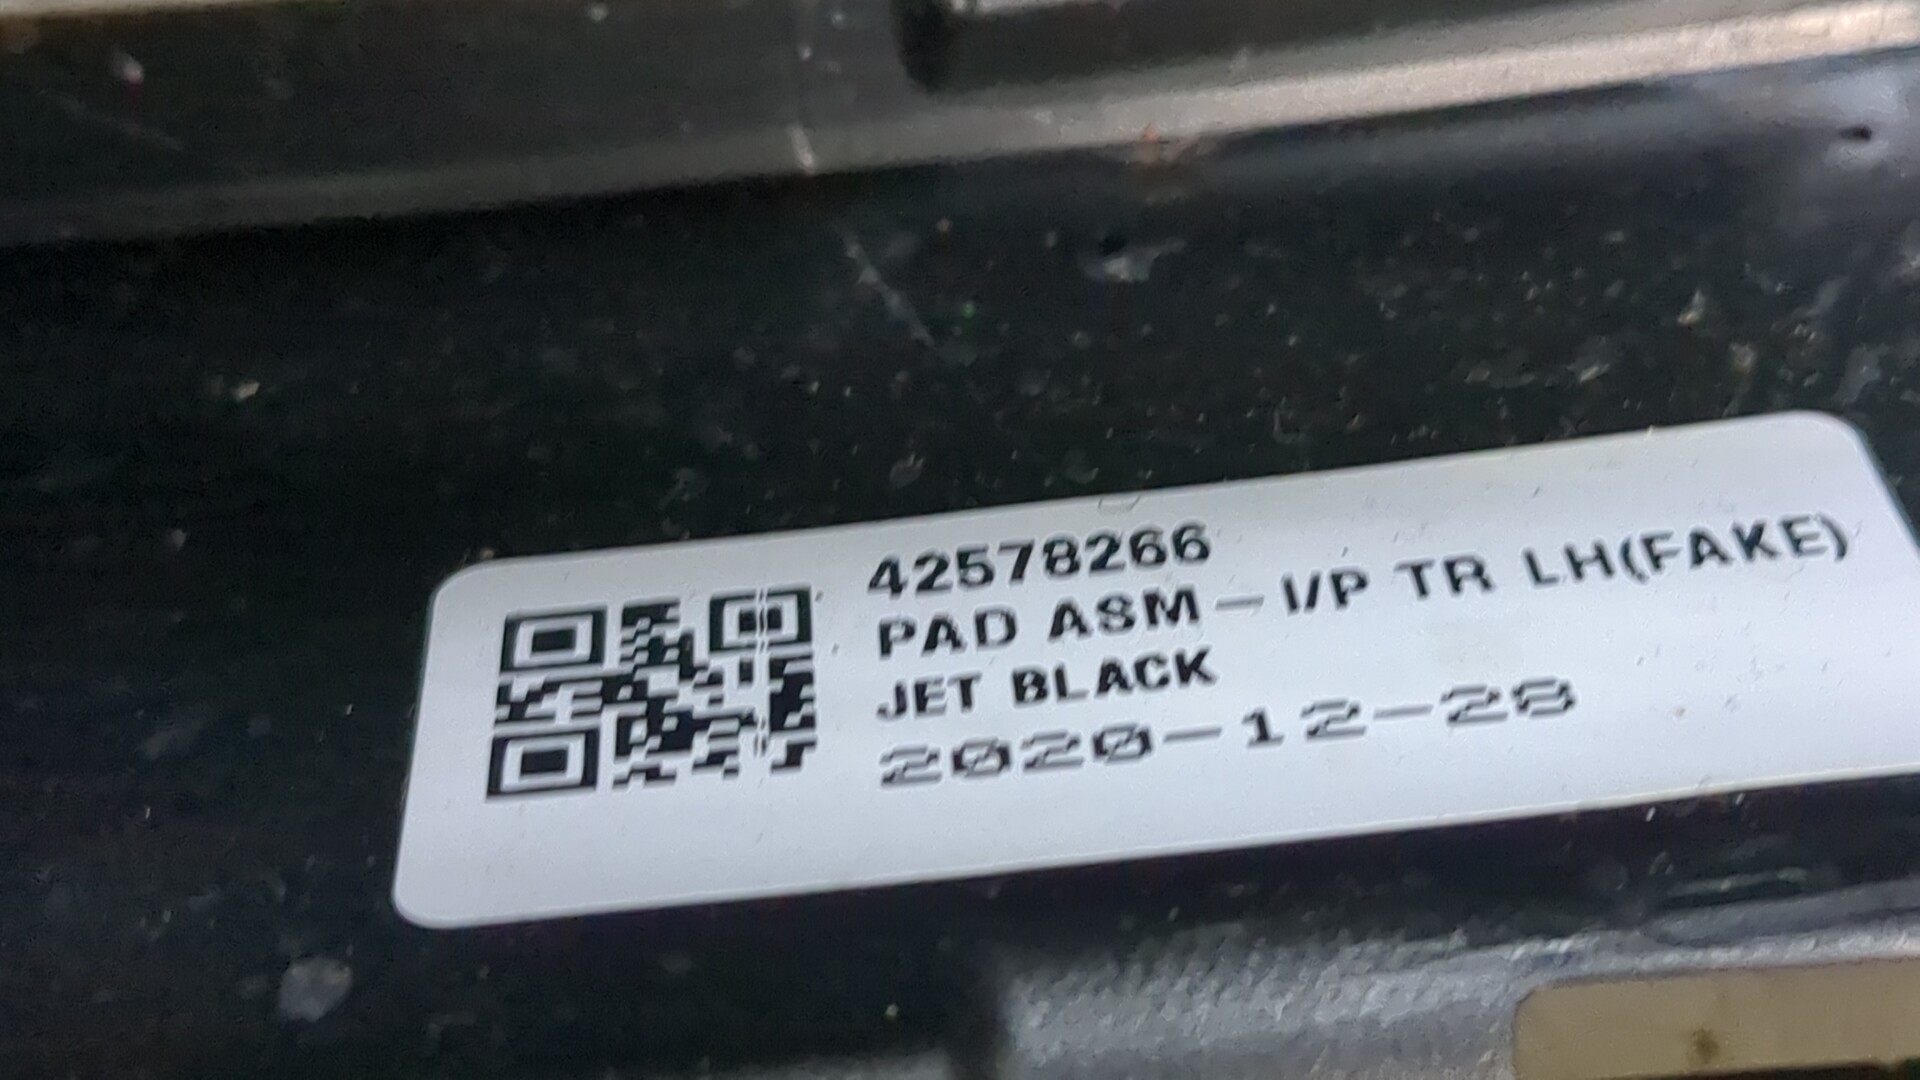 42578266
PAD ASM-I/P TR LH(FAKE)
JET BLACK
2020-12-28